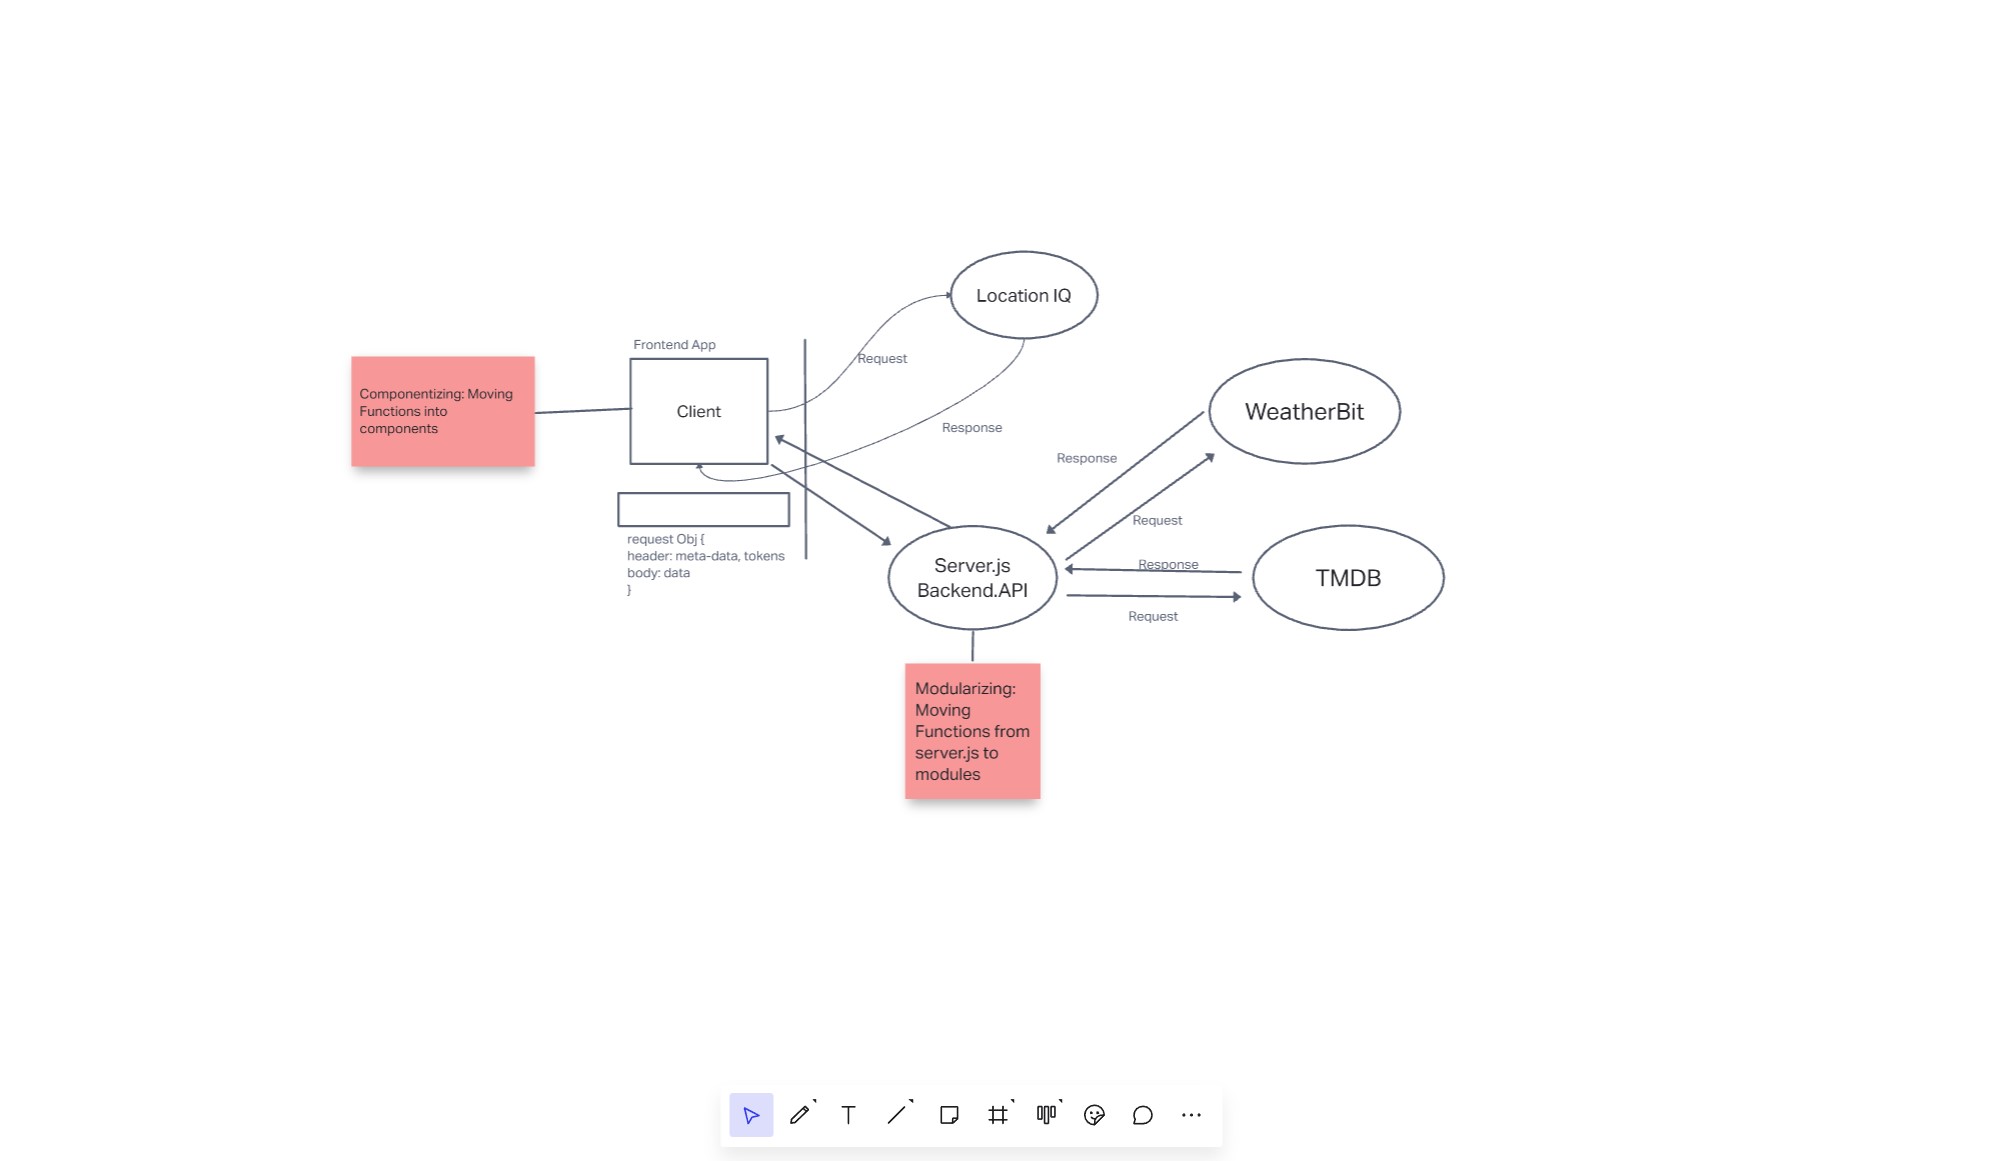 Location IQ
Frontend App
Request
Componentizing: Moving
Functions into
components
Client
WeatherBit
Response
Response
Request
request Obj {
header: meta-data, tokens
body: data
}
Server.js
Backend.API
Response
TMDB
Request
Modularizing:
Moving
Functions from
server.js to
modules